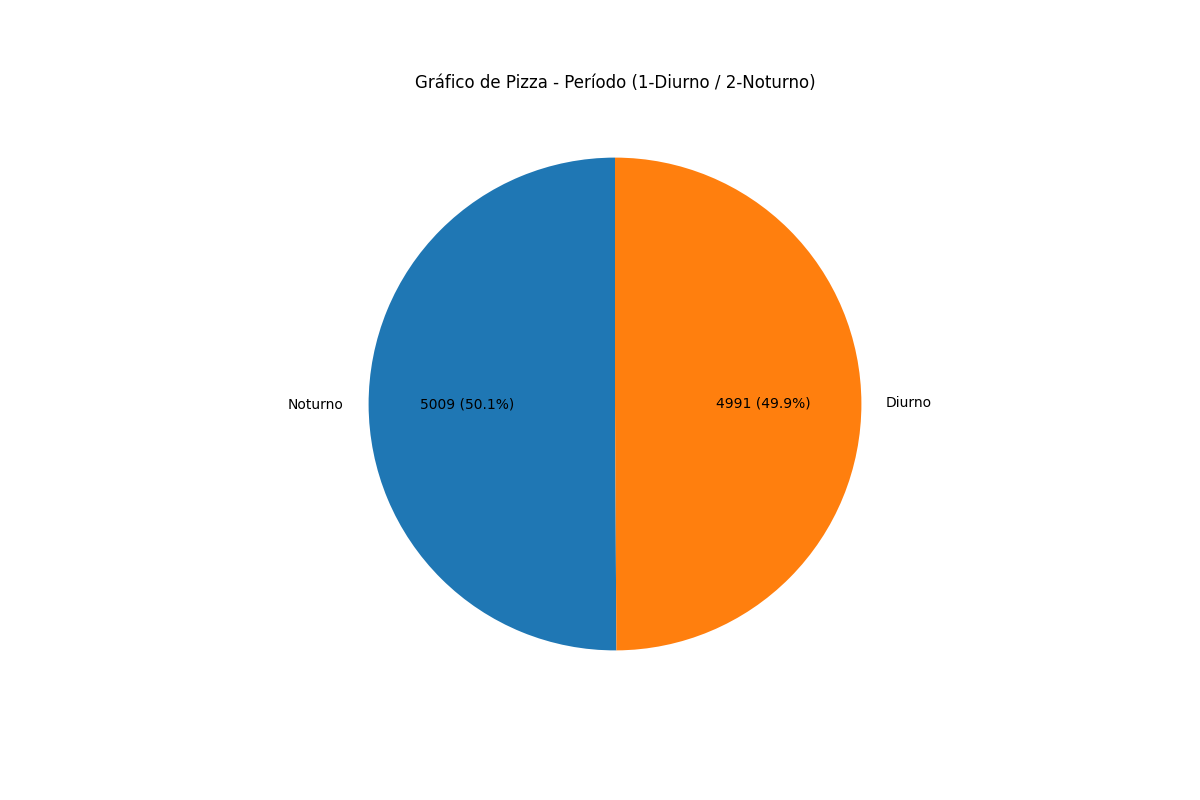 Gráfico de Pizza - Período (1-Diurno / 2-Noturno)
Noturno
5009 (50.1%)
4991 (49.9%)
Diurno